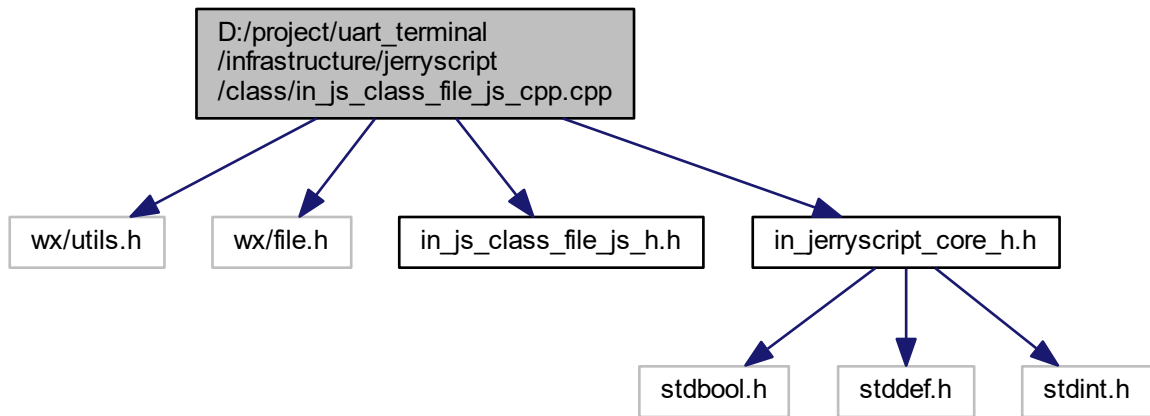 D:/project/uart_terminal
/infrastructure/jerryscript
/class/in_js_class_file_js_cpp.cpp
wx/utils.h
wx/file.h
in_js_class_file_js_h.h
in_jerryscript_core_h.h
stdbool.h
stddef.h
stdint.h